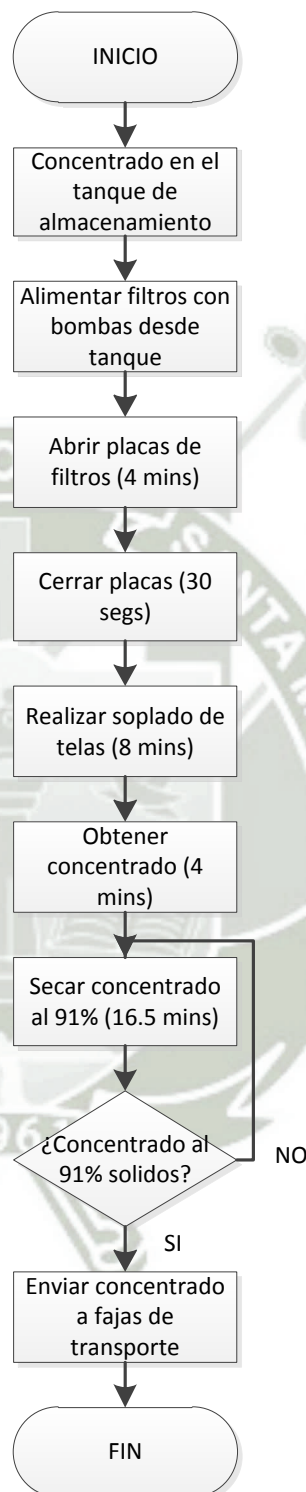 INICIO
Concentrado en el
tanque de
almacenamiento
Alimentar filtros con
bombas desde
tanque
Abrir placas de
filtros (4 mins)
Cerrar placas (30
segs)
Realizar soplado de
telas (8 mins)
Obtener
concentrado (4
mins)
Secar concentrado
al 91% (16.5 mins)
¿Concentrado al
91% solidos?
NO
SI
Enviar concentrado
a fajas de
transporte
FIN